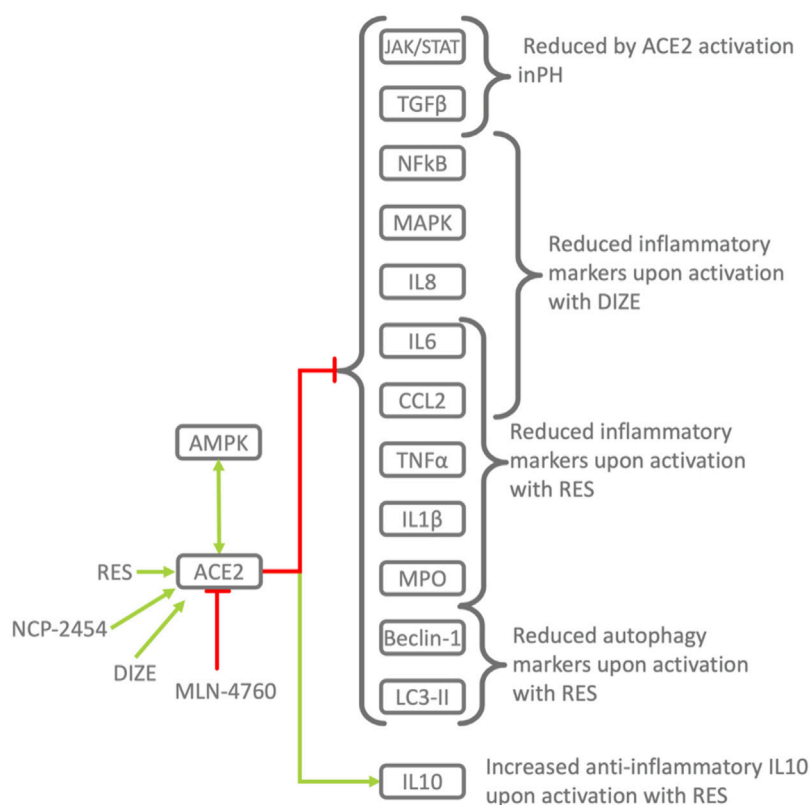 JAK/STAT
TGFβ
Reduced by ACE2 activation
inPH
NFkB
MAPK
IL8
IL6
CCL2
Reduced inflammatory
markers upon activation
with DIZE
TNFα
IL1β
MPO
Reduced inflammatory
markers upon activation
with RES
Beclin-1
LC3-II
Reduced autophagy
markers upon activation
with RES
AMPK
RES
ACE2
NCP-2454
DIZE
MLN-4760
IL10
Increased anti-inflammatory IL10
upon activation with RES